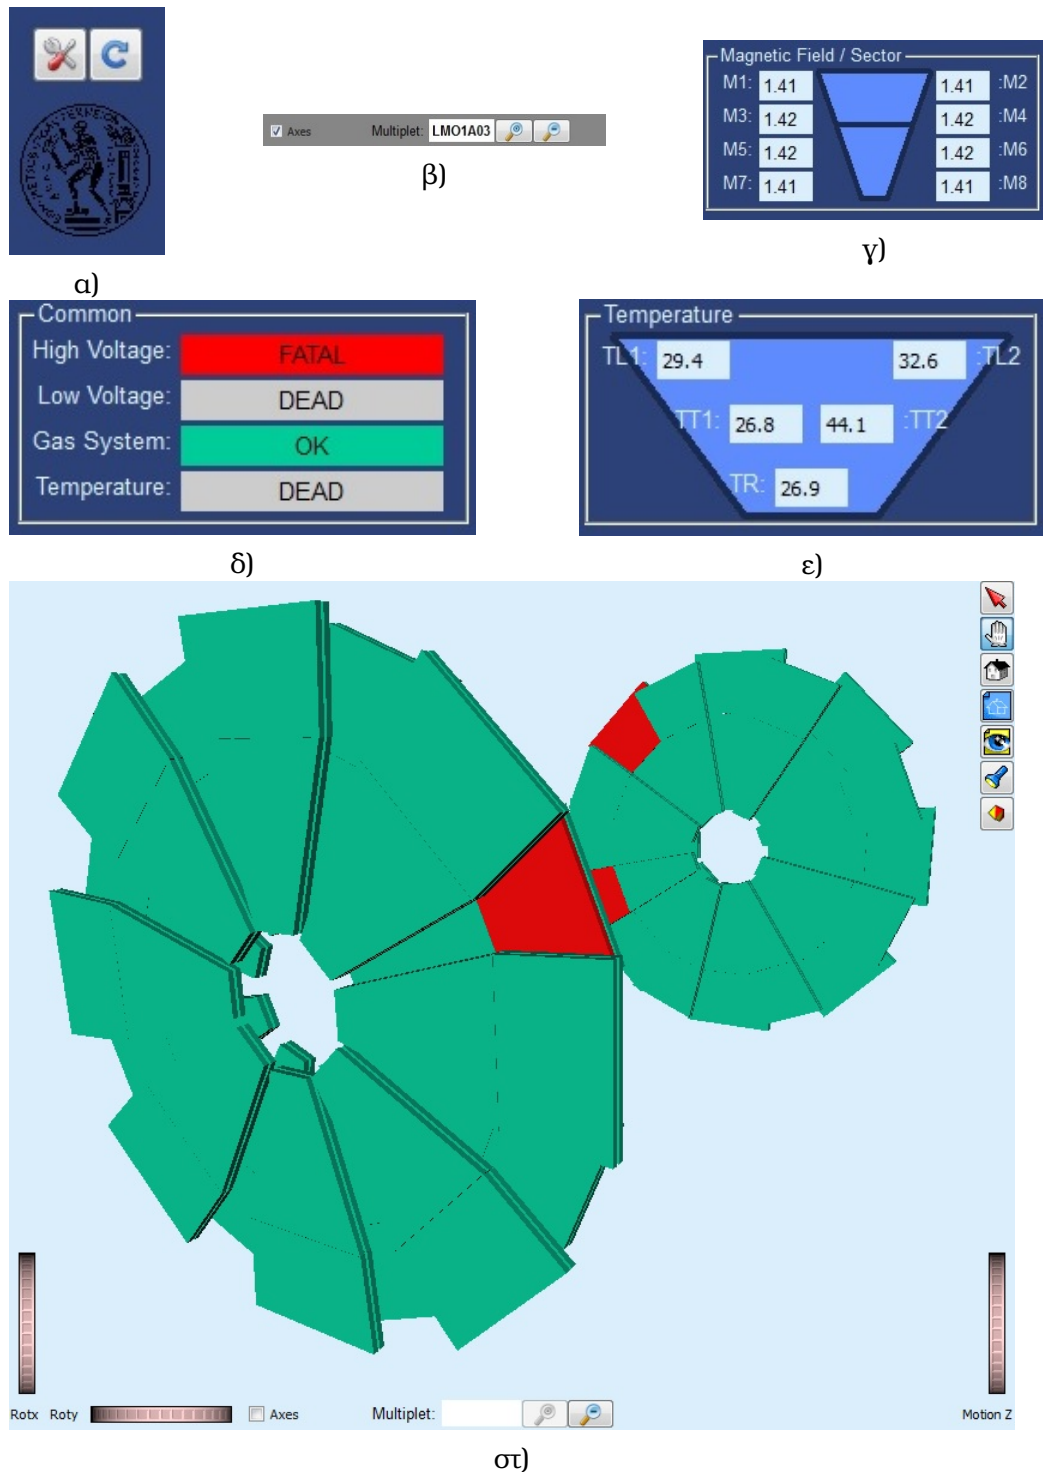 Axes Multiplet: LMO1A03
β)
Magnetic Field / Sector
M1: 1.41 1.41 :M2
M3: 1.42 1.42 :M4
M5: 1.42 1.42 :M6
M7: 1.41 1.41 :M8
γ)
α)
Common
High Voltage: FATAL
Low Voltage: DEAD
Gas System: OK
Temperature: DEAD
δ)
Temperature
TL1: 29.4 32.6 :TL2
TT1: 26.8 44.1 :TT2
TR: 26.9
ε)
Rotx Roty Axes Multiplet: Motion Z
στ)